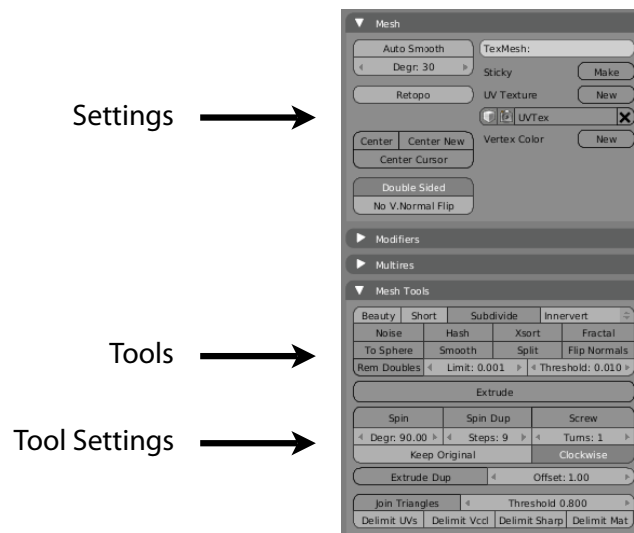 Mesh
Auto Smooth
TexMesh:
Degr: 30
Sticky
Make
Retopo
UV Texture
New
Settings
UVTex
Center
Center New
Vertex Color
New
Center Cursor
Double Sided
No V.Normal Flip
Modifiers
Multires
Mesh Tools
Beauty Short Subdivide Innervert
Noise Hash Xsort Fractal
Tools
To Sphere Smooth Split Flip Normals
Rem Doubles Limit: 0.001 Threshold: 0.010
Extrude
Spin Spin Dup Screw
Tool Settings
Degr: 90.00 Steps: 9 Turns: 1
Keep Original Clockwise
Extrude Dup Offset: 1.00
Join Triangles Threshold 0.800
Delimit UVs Delimit Vcol Delimit Sharp Delimit Mat